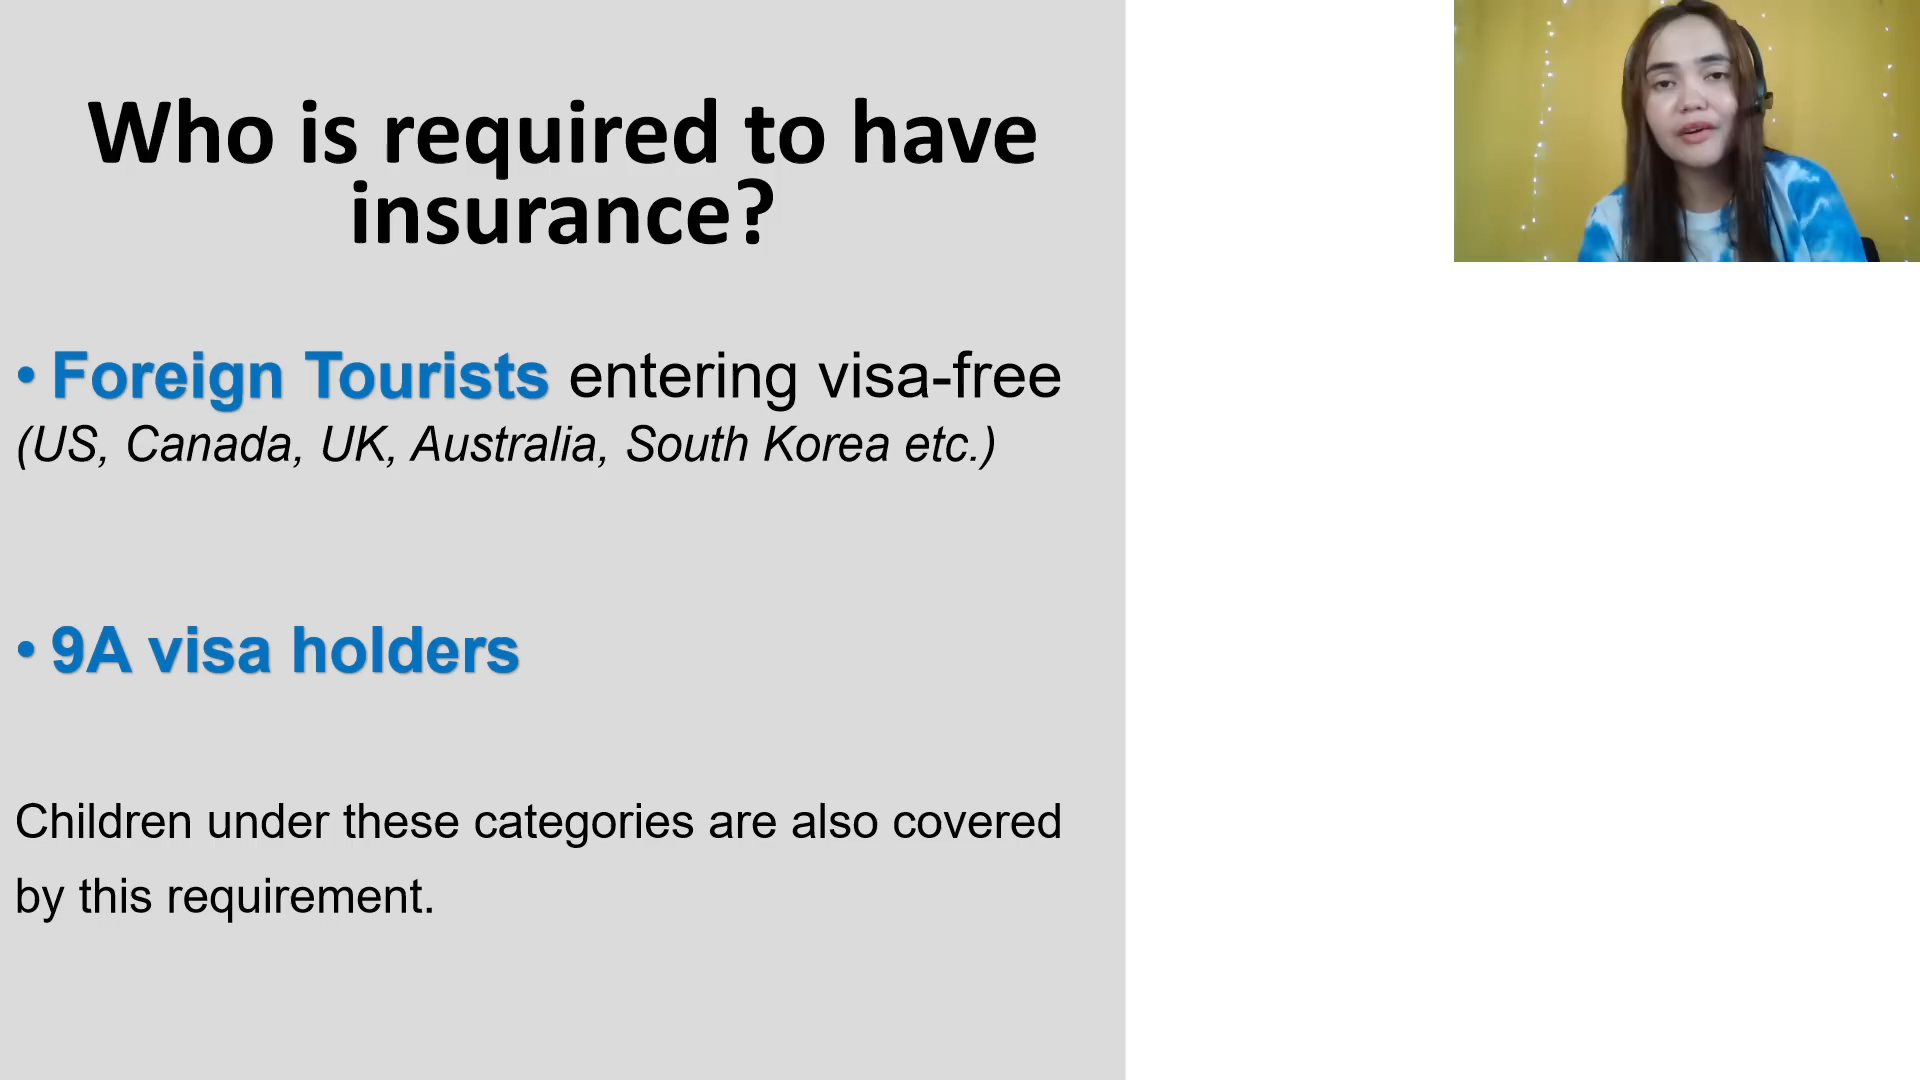 Who is required to have
insurance?
• Foreign Tourists entering visa-free
(US, Canada, UK, Australia, South Korea etc.)
• 9A visa holders
Children under these categories are also covered
by this requirement.